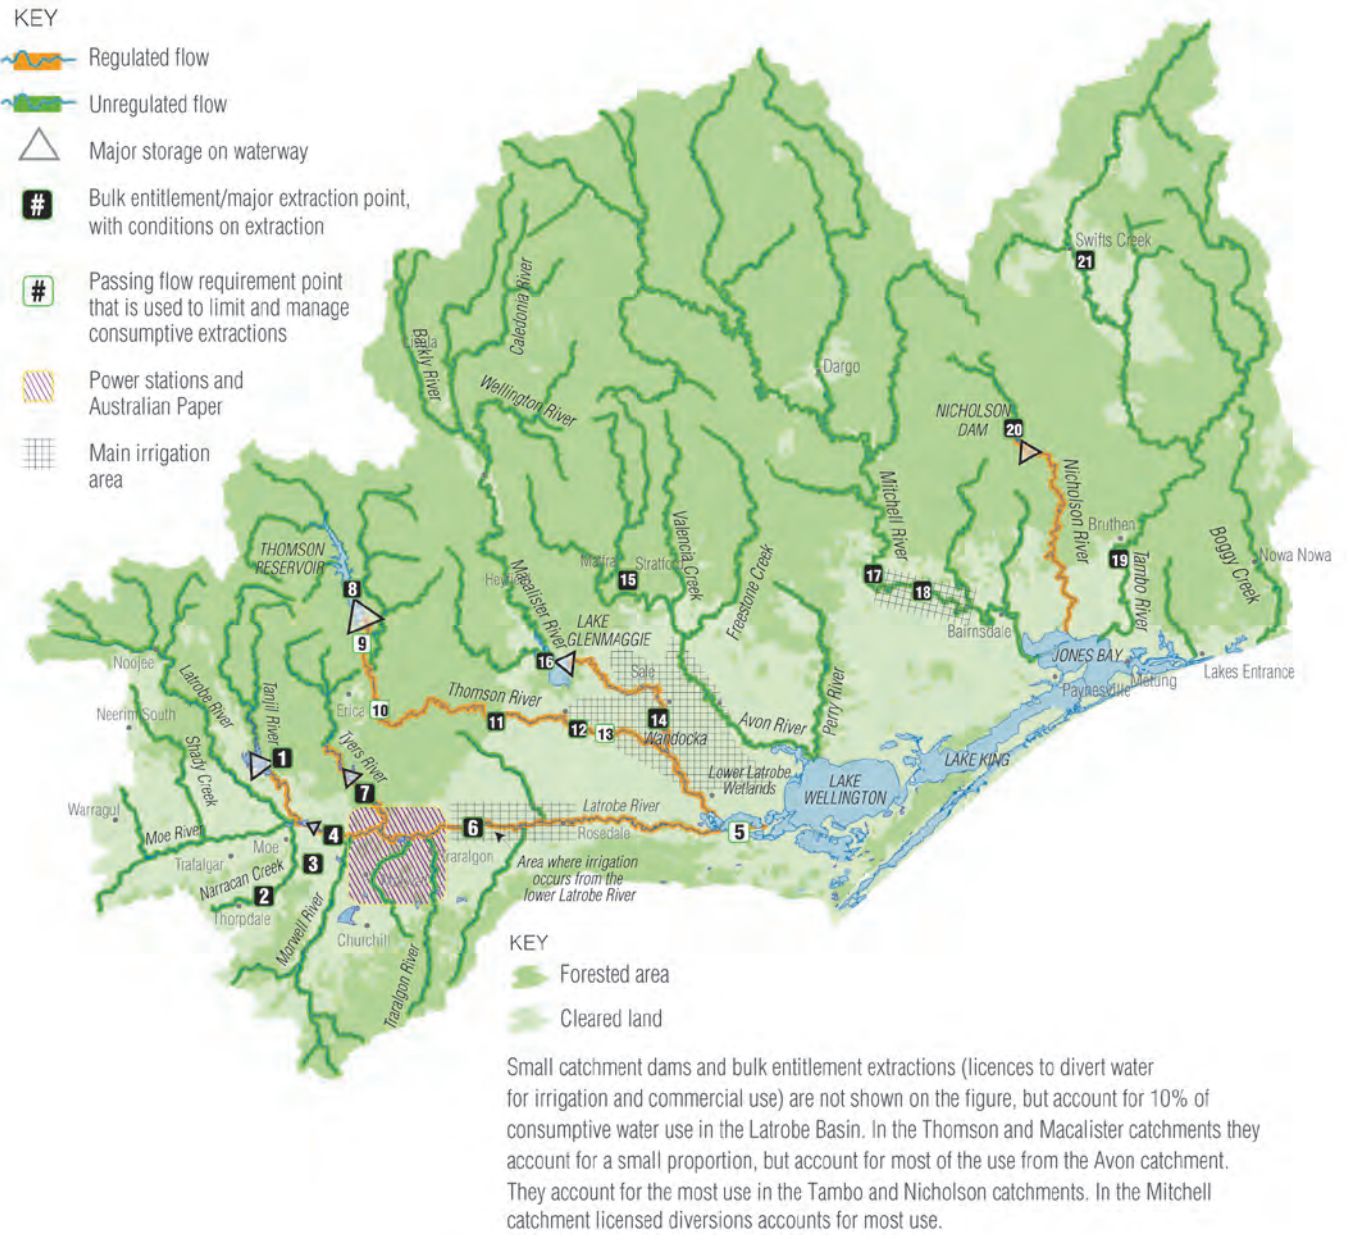 KEY
Regulated flow
Unregulated flow
Major storage on waterway
#
Bulk entitlement/major extraction point,
with conditions on extraction
#
Passing flow requirement point
that is used to limit and manage
consumptive extractions
Power stations and
Australian Paper
Main irrigation
area
Swifts Creek
21
Caledonia River
Barkly River
Wellington River
Dargo
NICHOLSON
DAM
20
Nicholson River
Mitchell River
Bruthen
19
Tambo River
Boggy Creek
Nowa Nowa
THOMSON
RESERVOIR
8
9
10
Macalister River
Maffra
Stratford
15
Valencia Creek
Freestone Creek
17
18
Bairnsdale
LAKE
GLENMAGGIE
16
Sale
JONES BAY
Paynesville
Metung
Lakes Entrance
Noojee
Latrobe River
Tanjil River
Neerim South
Erica
Thomson River
11
12
13
14
Wandocka
Avon River
Perry River
Shady Creek
1
Tyers River
7
Lower Latrobe
Wetlands
LAKE
WELLINGTON
LAKE KING
Warragul
Moe River
Moe
4
3
6
Latrobe River
Rosedale
5
Trafalgar
Narracan Creek
2
Thorpdale
Traralgon
Area where irrigation
occurs from the
lower Latrobe River
Morwell River
Churchill
Traralgon River
KEY
Forested area
Cleared land
Small catchment dams and bulk entitlement extractions (licences to divert water
for irrigation and commercial use) are not shown on the figure, but account for 10% of
consumptive water use in the Latrobe Basin. In the Thomson and Macalister catchments they
account for a small proportion, but account for most of the use from the Avon catchment.
They account for the most use in the Tambo and Nicholson catchments. In the Mitchell
catchment licensed diversions accounts for most use.